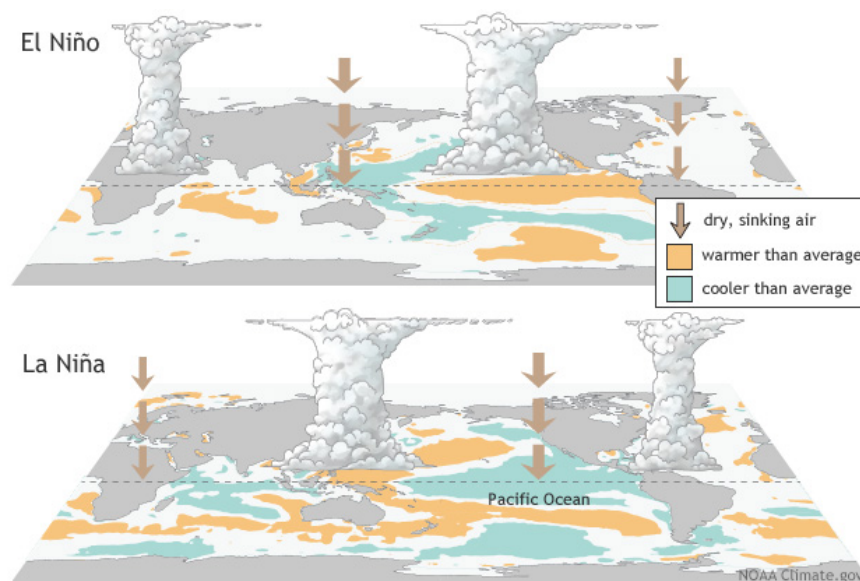 El Niño
dry, sinking air
warmer than average
cooler than average
La Niña
Pacific Ocean
NOAA Climate.gov